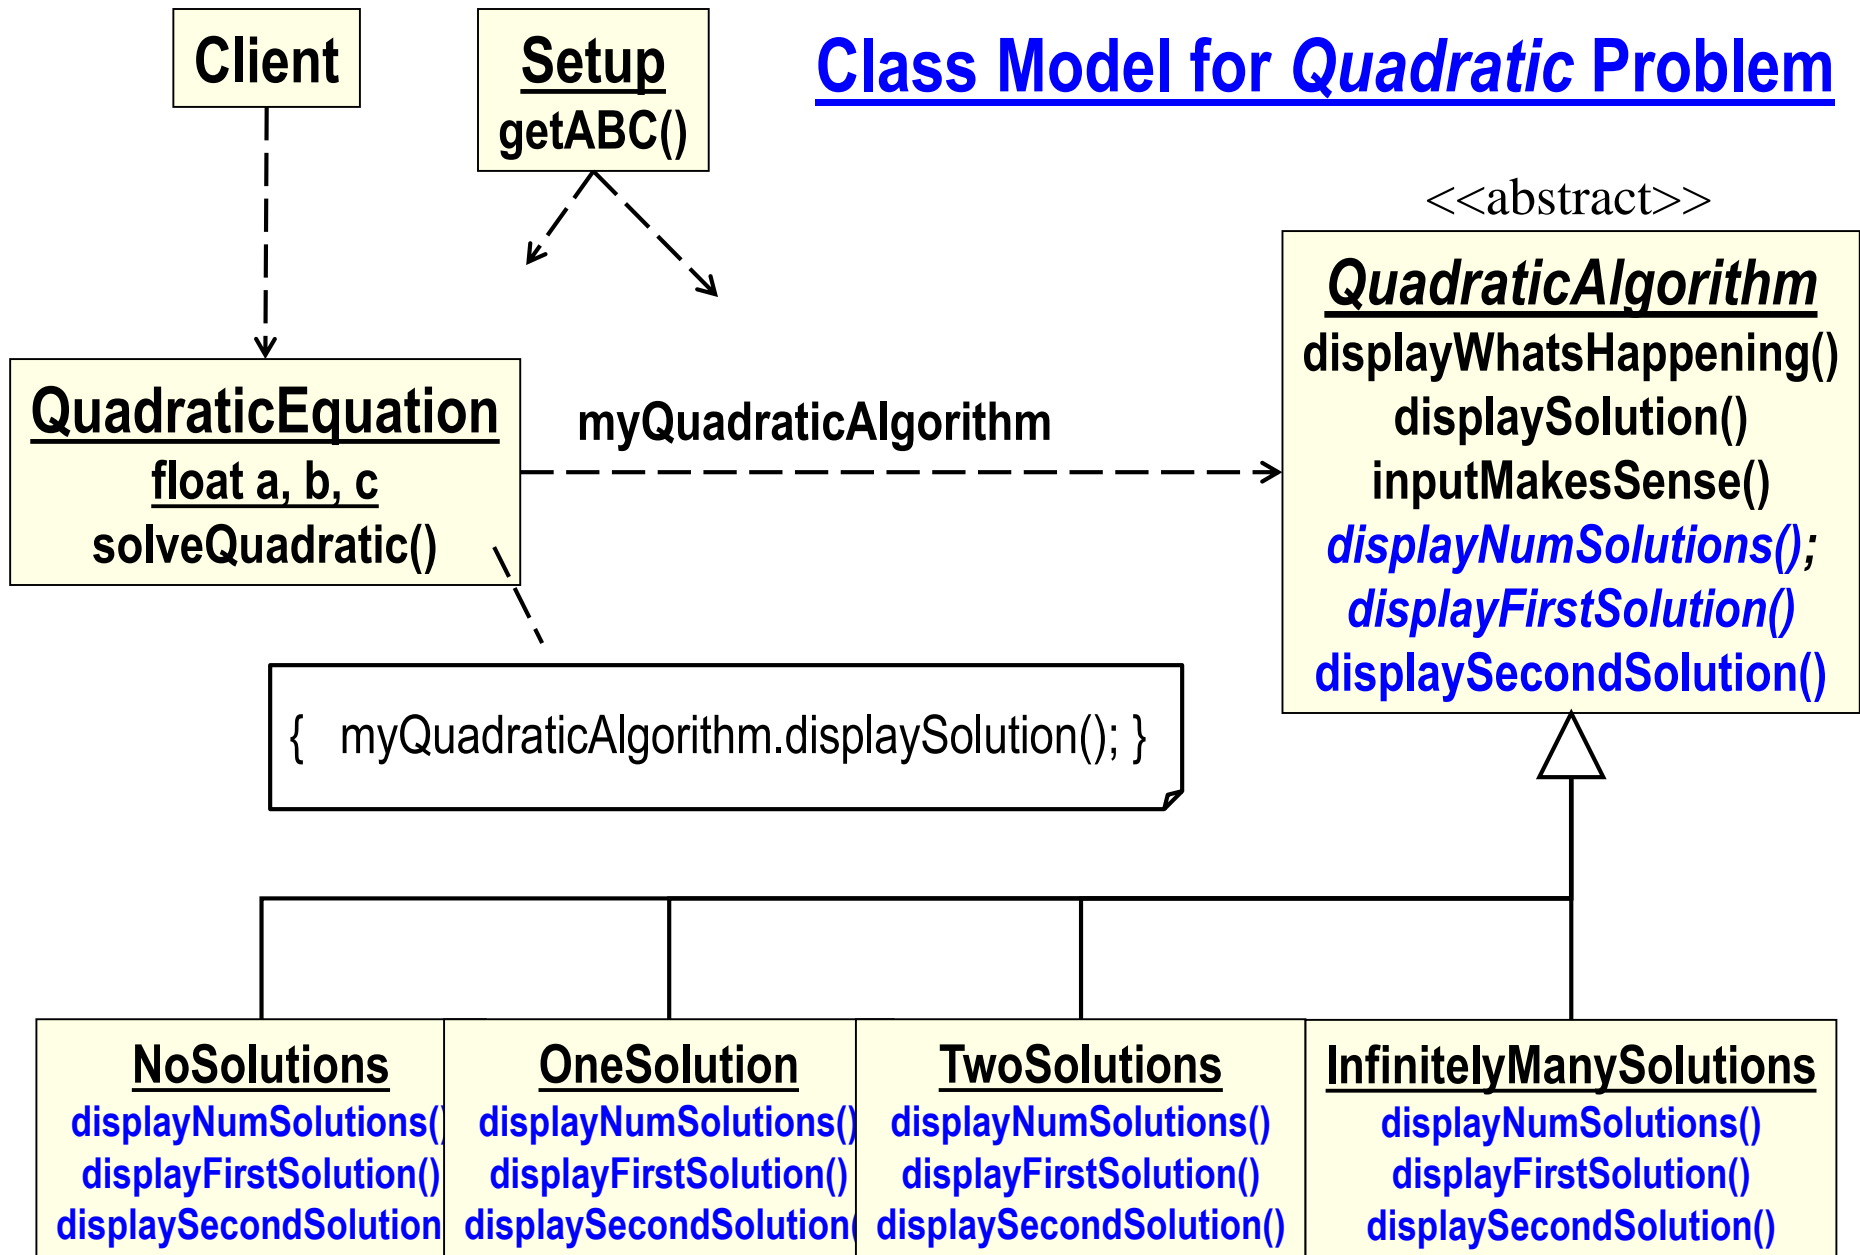 Client
Setup
getABC()
Class Model for Quadratic Problem
<<abstract>>
QuadraticAlgorithm
displayWhatsHappening()
displaySolution()
inputMakesSense()
displayNumSolutions();
displayFirstSolution()
displaySecondSolution()
QuadraticEquation
float a, b, c
solveQuadratic()
myQuadraticAlgorithm
{ myQuadraticAlgorithm.displaySolution(); }
NoSolutions
displayNumSolutions()
displayFirstSolution()
displaySecondSolution
OneSolution
displayNumSolutions()
displayFirstSolution()
displaySecondSolution(
TwoSolutions
displayNumSolutions()
displayFirstSolution()
displaySecondSolution()
InfinitelyManySolutions
displayNumSolutions()
displayFirstSolution()
displaySecondSolution()